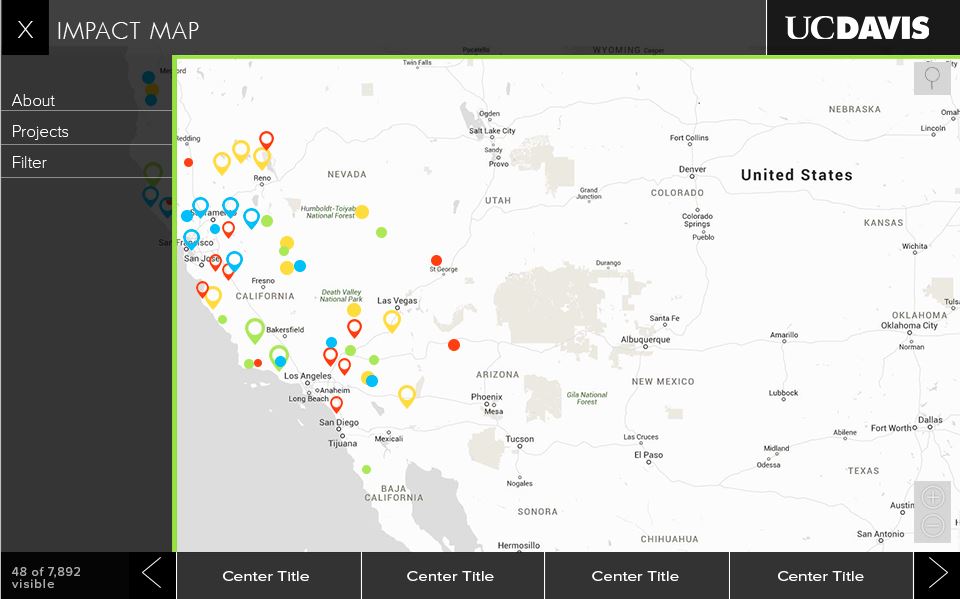 X
IMPACT MAP
UCDAVIS
About
Projects
Filter
Pocatello
WYOMING
Casper
Twin Falls
NEBRASKA
Ogden
Salt Lake City
Sandy
Provo
Fort Collins
Lincoln
Redding
Reno
NEVADA
Denver
United States
UTAH
Grand
Junction
COLORADO
Colorado
Springs
Pueblo
KANSAS
Wichita
Humboldt-Toiyabe
National Forest
Sacramento
San Francisco
San Jose
St George
Durango
Fresno
CALIFORNIA
Death Valley
National Park
Las Vegas
Santa Fe
Albuquerque
Amarillo
OKLAHOMA
Oklahoma City
Norman
Bakersfield
Los Angeles
Anaheim
Long Beach
ARIZONA
Phoenix
Mesa
NEW MEXICO
Gila National
Forest
Lubbock
San Diego
Tijuana
Mexicali
Tucson
Las Cruces
El Paso
Abilene
Fort Worth
Dallas
Midland
Odessa
TEXAS
Nogales
BAJA
CALIFORNIA
SONORA
Austin
San Antonio
Hermosillo
CHIHUAHUA
48 of 7,892
visible
Center Title
Center Title
Center Title
Center Title